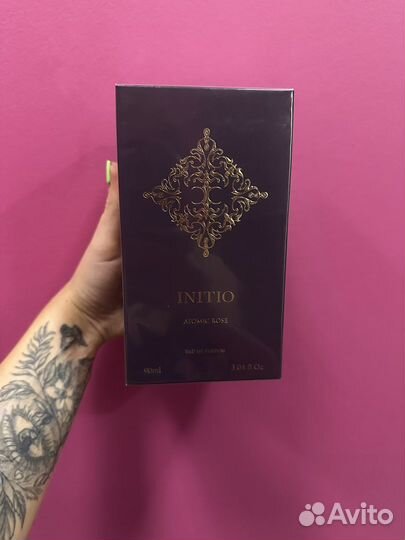 INITIO
ATOMIC ROSE
EAU DE PARFUM
90ml 3.04 fl Oz
Avito